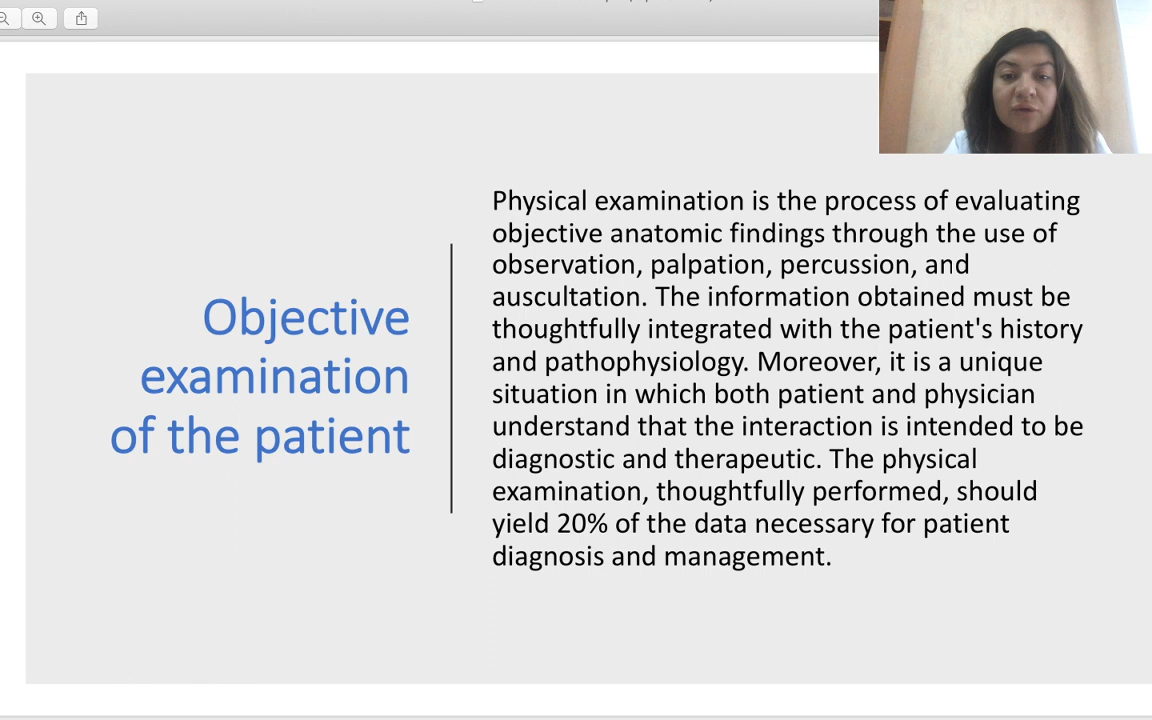 Objective
examination
of the patient
Physical examination is the process of evaluating
objective anatomic findings through the use of
observation, palpation, percussion, and
auscultation. The information obtained must be
thoughtfully integrated with the patient's history
and pathophysiology. Moreover, it is a unique
situation in which both patient and physician
understand that the interaction is intended to be
diagnostic and therapeutic. The physical
examination, thoughtfully performed, should
yield 20% of the data necessary for patient
diagnosis and management.